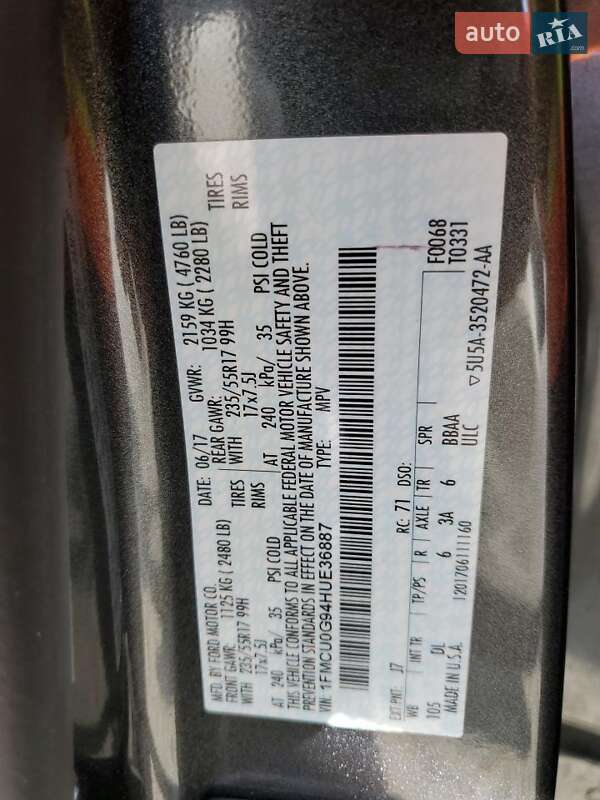 auto RIA .com
MFD. BY FORD MOTOR CO. DATE: 06/17 GVWR: 2159 KG ( 4760 LB)
FRONT GAWR: 1125 KG ( 2480 LB) REAR GAWR: 1034 KG ( 2280 LB)
WITH 235/55R17 99H TIRES WITH 235/55R17 99H TIRES
17x7.5J RIMS 17x7.5J RIMS
AT 240 kPa/ 35 PSI COLD AT 240 kPa/ 35 PSI COLD
THIS VEHICLE CONFORMS TO ALL APPLICABLE FEDERAL MOTOR VEHICLE SAFETY AND THEFT
PREVENTION STANDARDS IN EFFECT ON THE DATE OF MANUFACTURE SHOWN ABOVE.
VIN: 1FMCU0G94HUE36887 TYPE: MPV
EXT PNT: J7 RC: 71 DSO: F0068
WB INT TR TP/PS R AXLE TR SPR T0331
105 DL 6 3A 6 BBAA
MADE IN U.S.A. 1201706111160 ULC ▽5U5A-3520472-AA